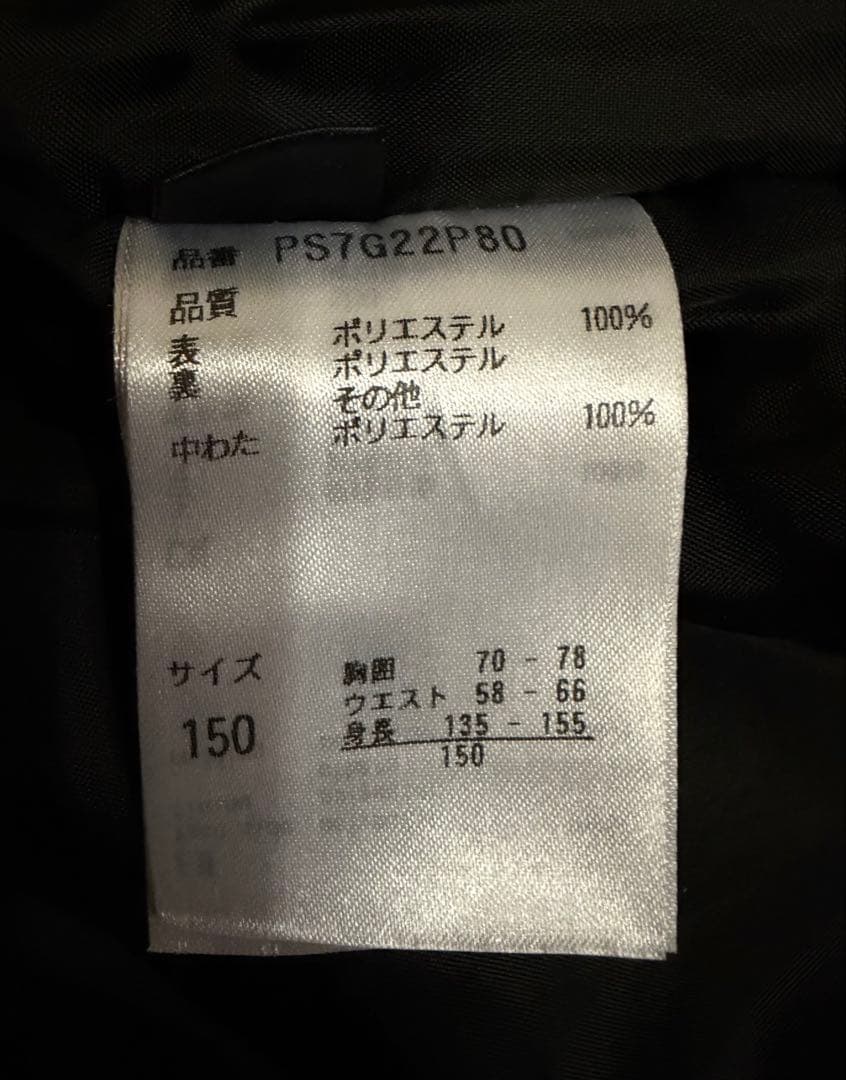 品番 PS7G22P80
品質
表 ポリエステル 100%
裏 ポリエステル
その他
中わた ポリエステル 100%
サイズ
150
胸囲 70 - 78
ウエスト 58 - 66
身長 135 - 155
150